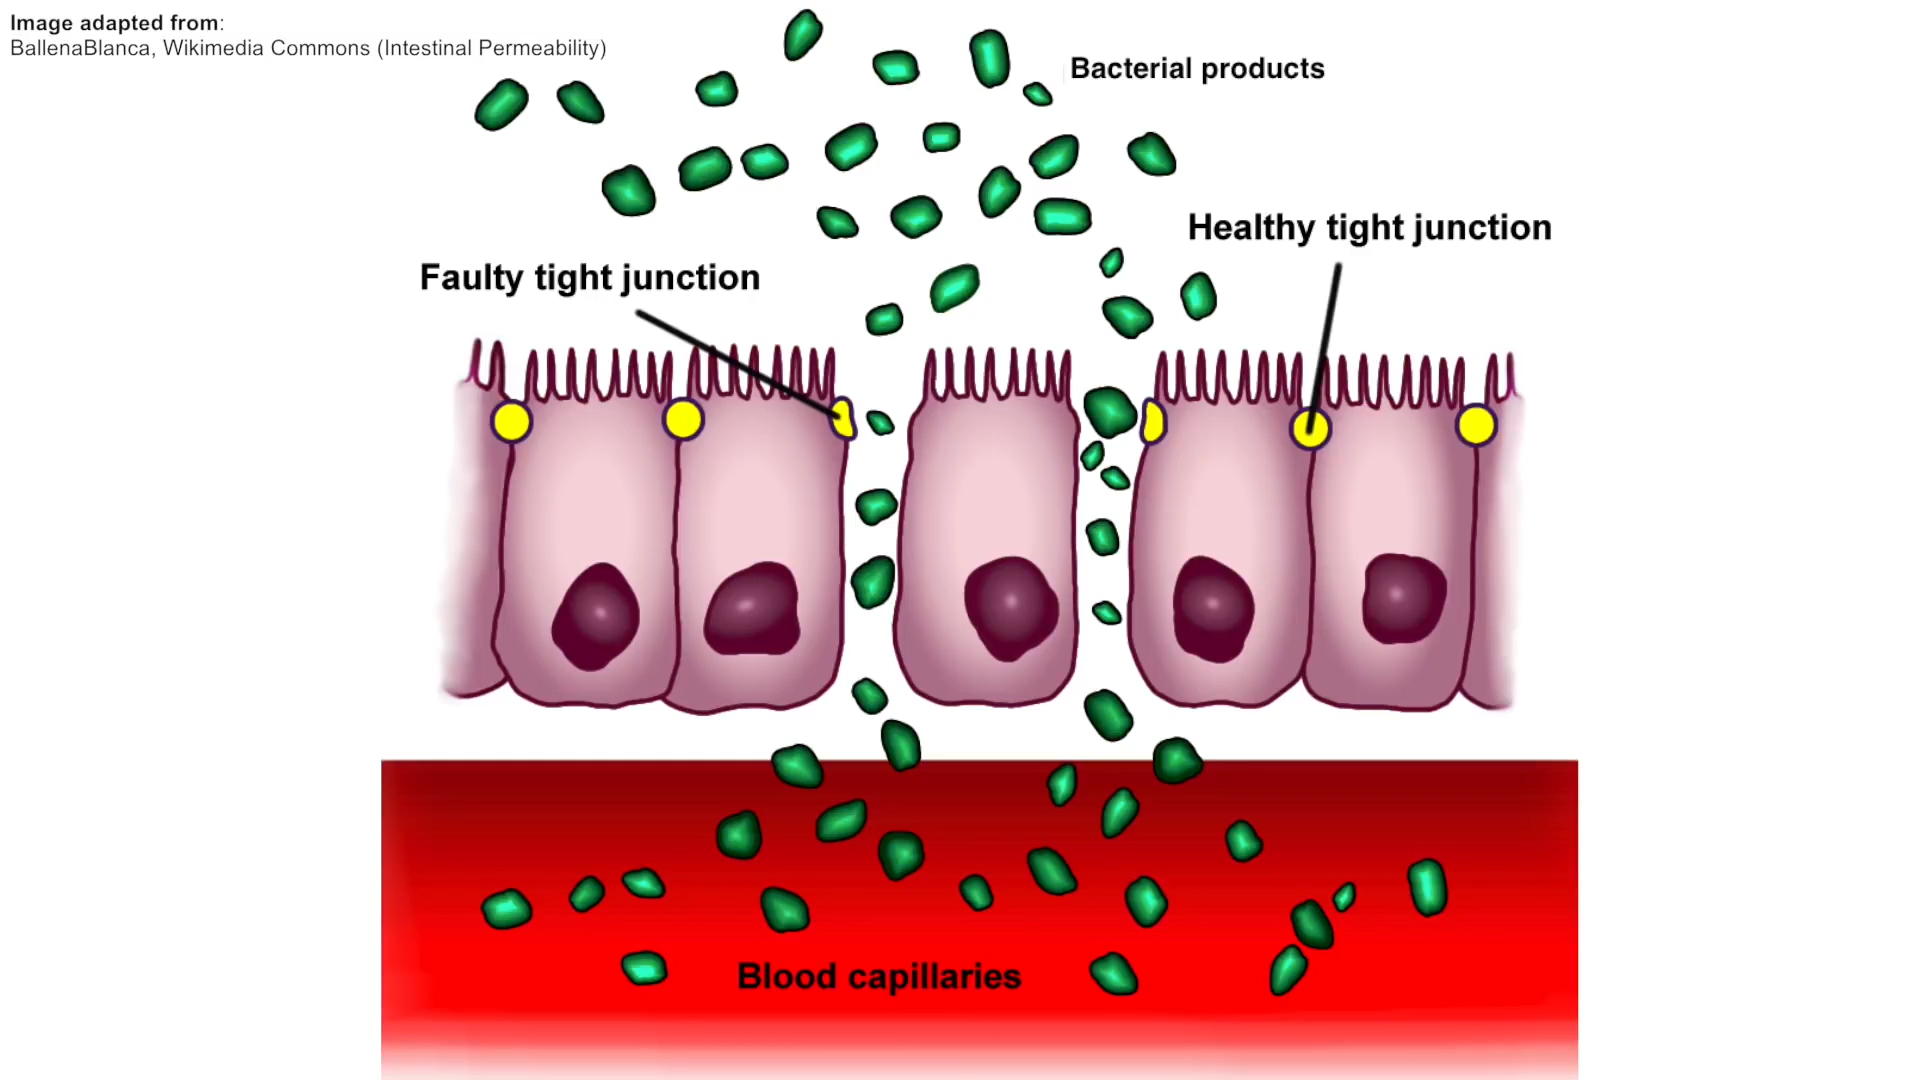 Image adapted from:
BallenaBlanca, Wikimedia Commons (Intestinal Permeability)
Bacterial products
Healthy tight junction
Faulty tight junction
Blood capillaries